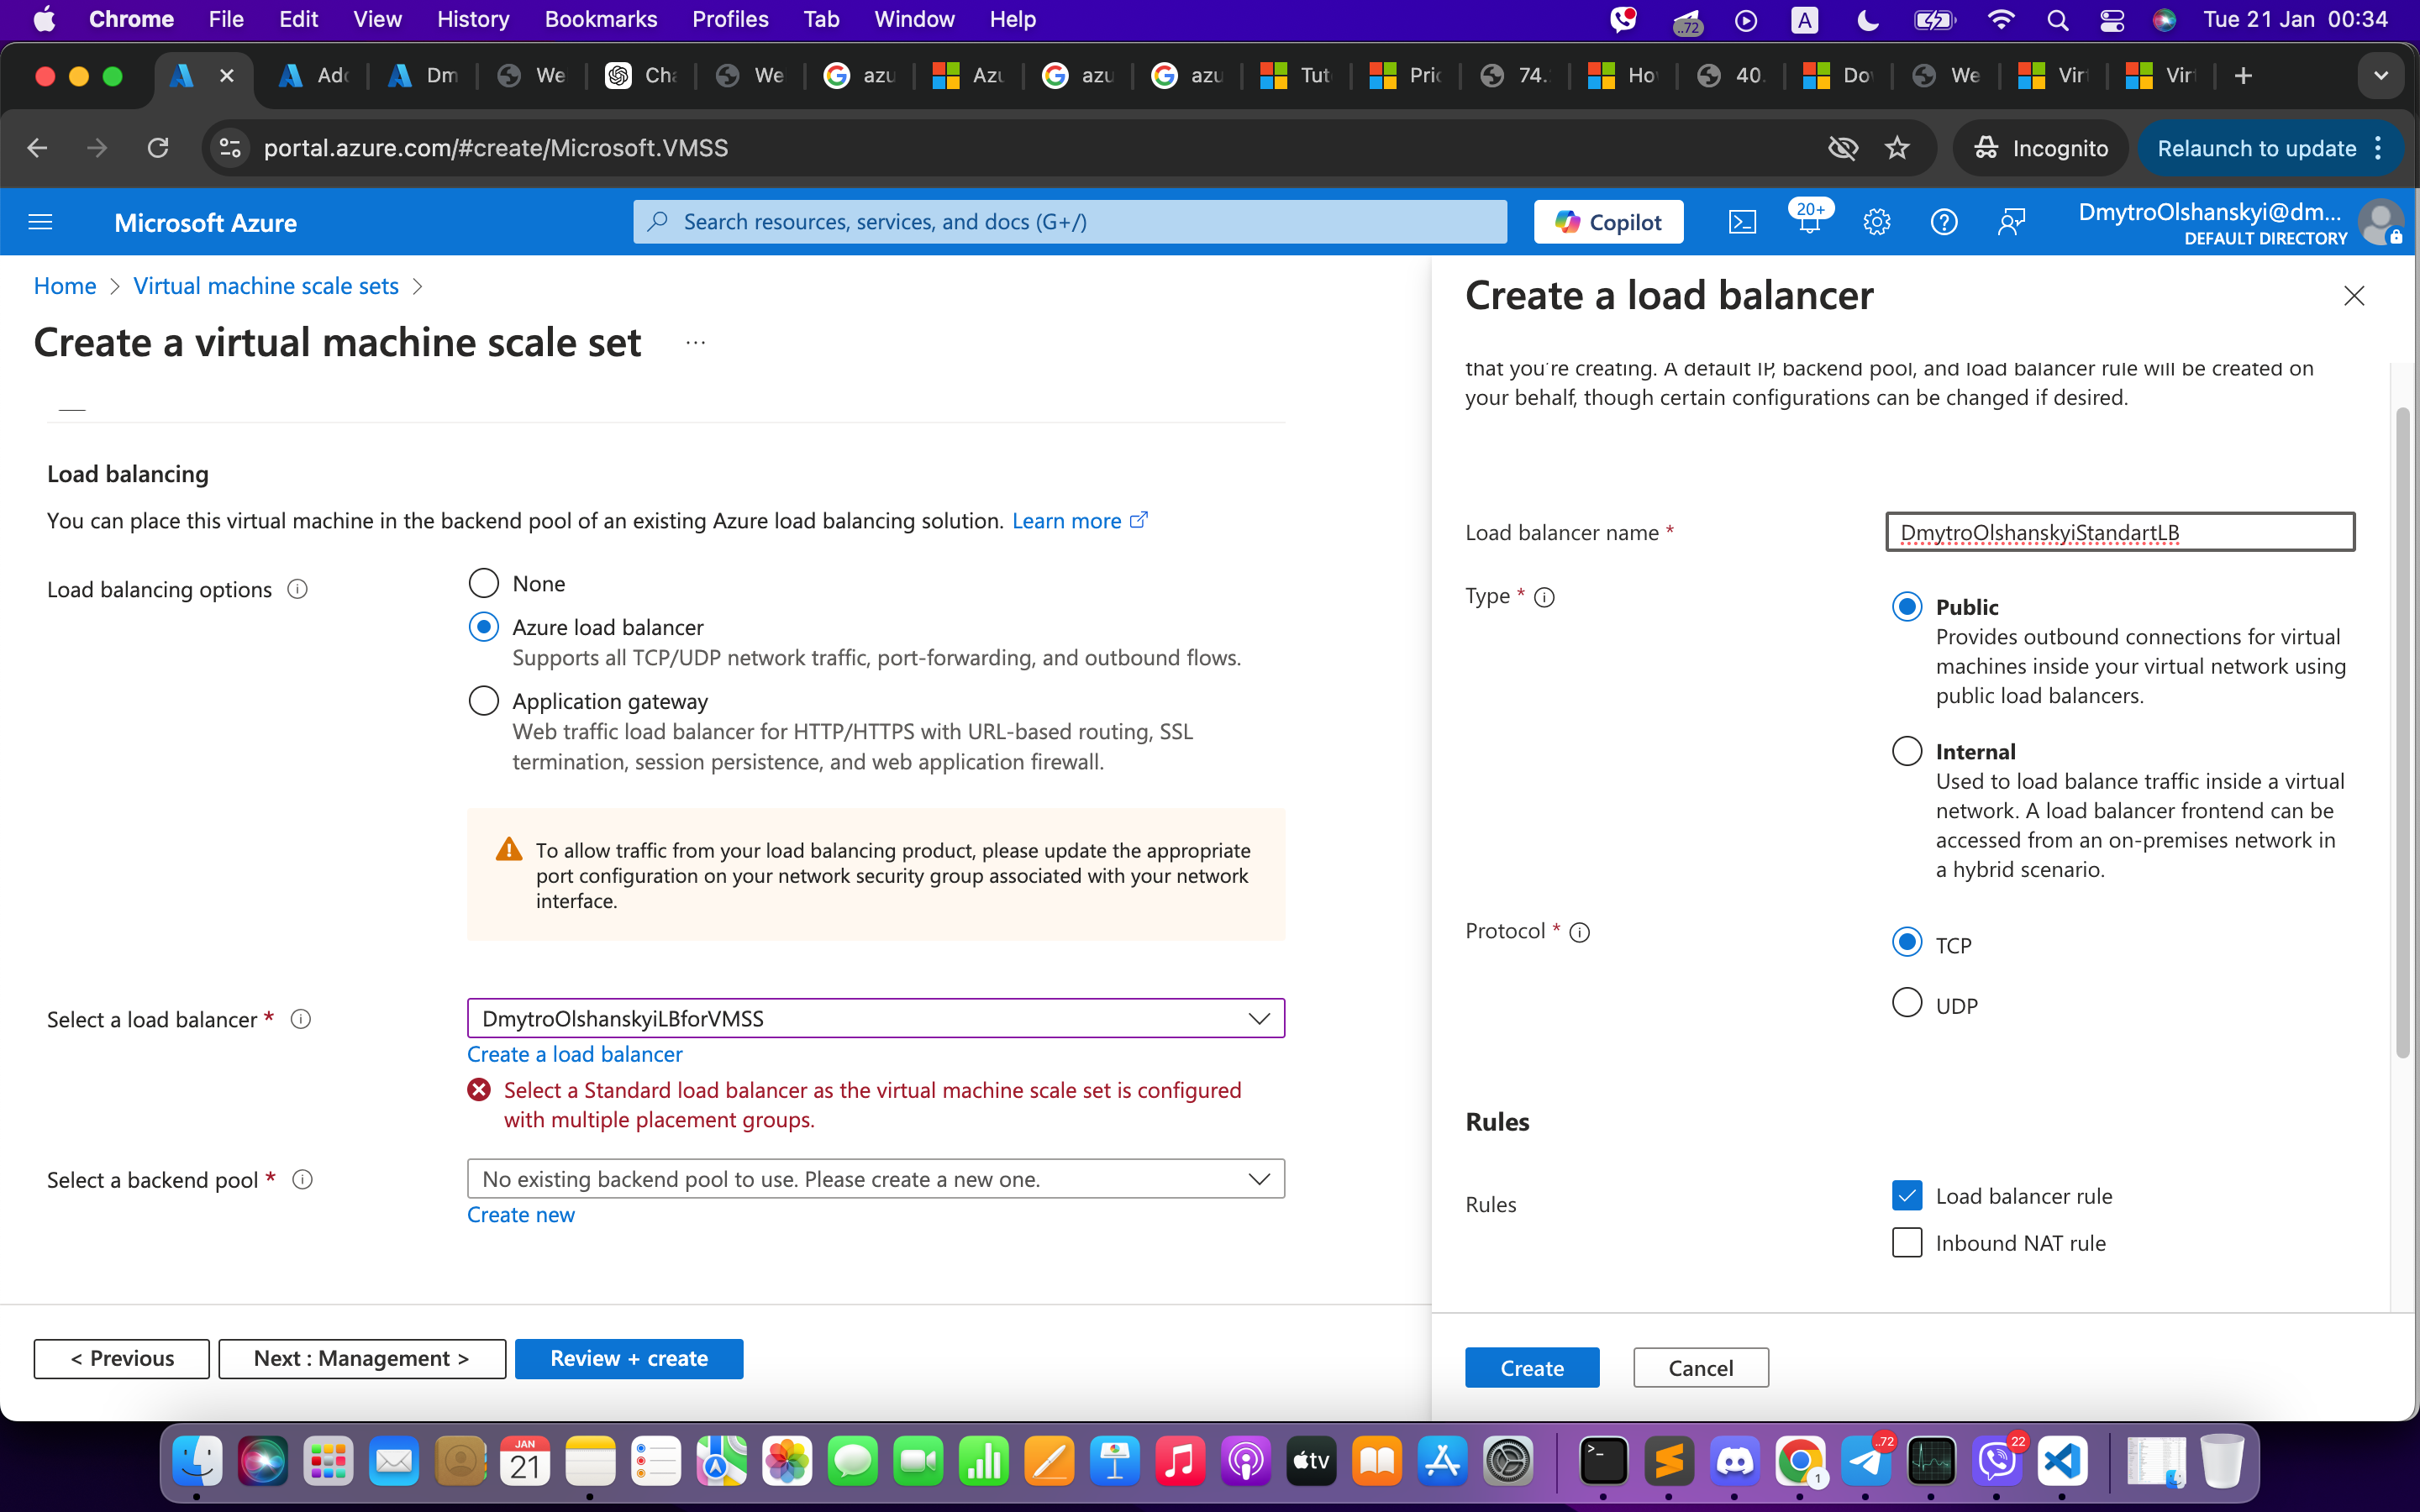 Chrome File Edit View History Bookmarks Profiles Tab Window Help
..72 A Tue 21 Jan 00:34
Adc Dm We Cha We azu Azu azu azu Tut Pric 74. Ho 40. Do We Vir Vir
portal.azure.com/#create/Microsoft.VMSS
Incognito
Relaunch to update
Microsoft Azure
Search resources, services, and docs (G+/)
Copilot
20+
DmytroOlshanskyi@dm...
DEFAULT DIRECTORY
Home > Virtual machine scale sets >
Create a virtual machine scale set ...
Load balancing
You can place this virtual machine in the backend pool of an existing Azure load balancing solution. Learn more
Load balancing options
None
Azure load balancer
Supports all TCP/UDP network traffic, port-forwarding, and outbound flows.
Application gateway
Web traffic load balancer for HTTP/HTTPS with URL-based routing, SSL
termination, session persistence, and web application firewall.
To allow traffic from your load balancing product, please update the appropriate
port configuration on your network security group associated with your network
interface.
Select a load balancer *
DmytroOlshanskyiLBforVMSS
Create a load balancer
Select a Standard load balancer as the virtual machine scale set is configured
with multiple placement groups.
Select a backend pool *
No existing backend pool to use. Please create a new one.
Create new
< Previous
Next : Management >
Review + create
Create a load balancer
that you're creating. A default IP, backend pool, and load balancer rule will be created on
your behalf, though certain configurations can be changed if desired.
Load balancer name *
DmytroOlshanskyiStandartLB
Type *
Public
Provides outbound connections for virtual
machines inside your virtual network using
public load balancers.
Internal
Used to load balance traffic inside a virtual
network. A load balancer frontend can be
accessed from an on-premises network in
a hybrid scenario.
Protocol *
TCP
UDP
Rules
Rules
Load balancer rule
Inbound NAT rule
Create
Cancel
JAN
21
tv
1
..72
22